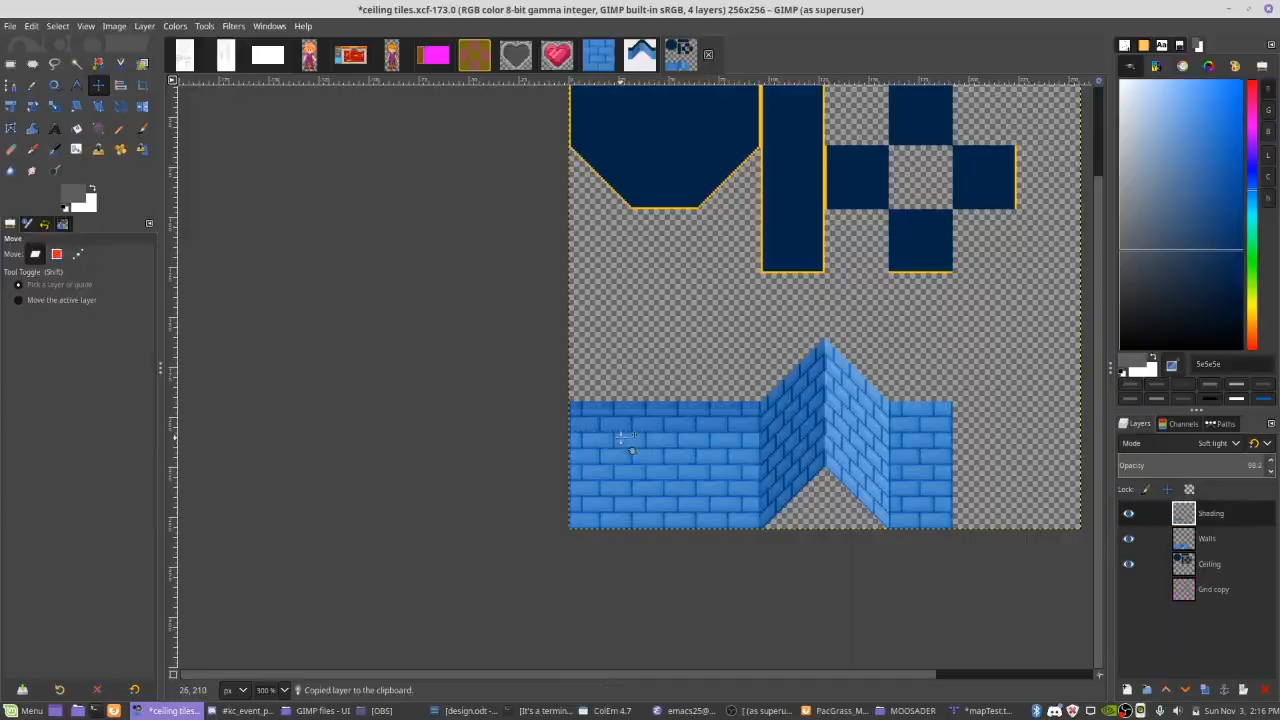 *ceiling tiles.xcf-173.0 (RGB color 8-bit gamma integer, GIMP built-in sRGB, 4 layers) 256x256 – GIMP (as superuser)
File Edit Select View Image Layer Colors Tools Filters Windows Help
Move
Move:
Tool Toggle (Shift)
Pick a layer or guide
Move the active layer
R
G
B
L
C
h
5e5e5e
Layers Channels Paths
Mode Soft light
Opacity 98.2
Lock:
Shading
Walls
Ceiling
Grid copy
26, 210 px 300 % Copied layer to the clipboard.
Menu *ceiling tiles... #kc_event_p... GIMP files - UI [OBS] [design.odt -... [It's a termin... ColEm 4.7 emacs25@... [ (as superu... PacGrass_M... MOOSADER *mapTest.t... Sun Nov 3, 2:16 PM